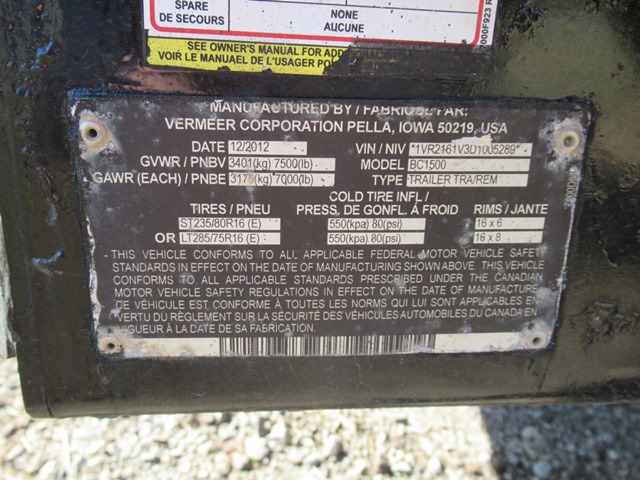 SPARE
DE SECOURS
NONE
AUCUNE
SEE OWNER'S MANUAL FOR
VOIR LE MANUEL DE L'USAGER
000F923
MANUFACTURED BY / FABRIQUE PAR:
VERMEER CORPORATION PELLA, IOWA 50219, USA
DATE 12/2012 VIN / NIV *1VR2161V3D1005289*
GVWR / PNBV 3401(kg) 7500(lb) MODEL BC1500
GAWR (EACH) / PNBE 3175(kg) 7000(lb) TYPE TRAILER TRA/REM
COLD TIRE INFL /
TIRES / PNEU PRESS. DE GONFL. À FROID RIMS / JANTE
ST235/80R16 (E) 550(kpa) 80(psi) 16 x 6
OR LT285/75R16 (E) 550(kpa) 80(psi) 16 x 8
THIS VEHICLE CONFORMS TO ALL APPLICABLE FEDERAL MOTOR VEHICLE SAFETY
STANDARDS IN EFFECT ON THE DATE OF MANUFACTURING SHOWN ABOVE. THIS VEHICLE
CONFORMS TO ALL APPLICABLE STANDARDS PRESCRIBED UNDER THE CANADIAN
MOTOR VEHICLE SAFETY REGULATIONS IN EFFECT ON THE DATE OF MANUFACTURE.
CE VÉHICULE EST CONFORME À TOUTES LES NORMS QUI LUI SONT APPLICABLES EN
VERTU DU RÈGLEMENT SUR LA SÉCURITÉ DES VÉHICULES AUTOMOBILES DU CANADA EN
VIGUEUR À LA DATE DE SA FABRICATION.